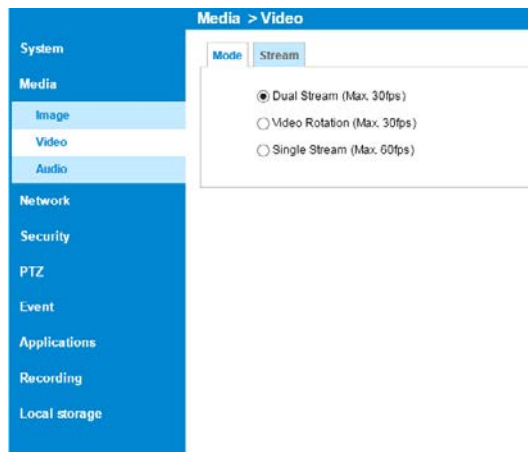 Media > Video
System
Media
Image
Video
Audio
Network
Security
PTZ
Event
Applications
Recording
Local storage
Mode
Stream
Dual Stream (Max. 30fps)
Video Rotation (Max. 30fps)
Single Stream (Max. 60fps)